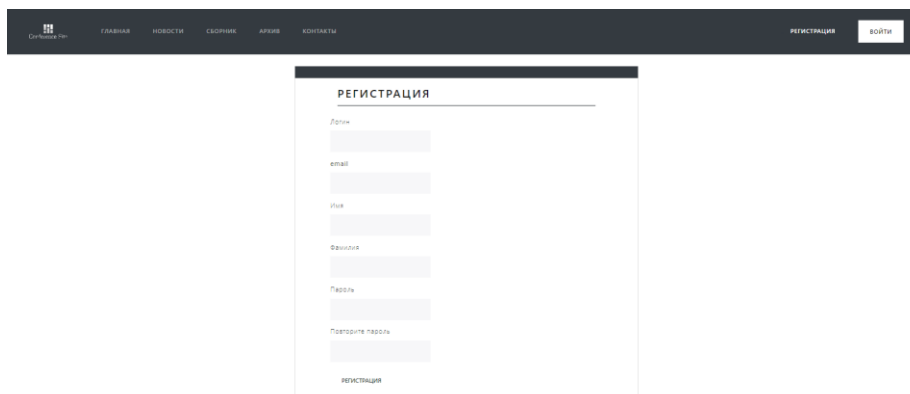 ГЛАВНАЯ НОВОСТИ СБОРНИК АРХИВ КОНТАКТЫ РЕГИСТРАЦИЯ ВОЙТИ
РЕГИСТРАЦИЯ
Логин
email
Имя
Фамилия
Пароль
Повторите пароль
РЕГИСТРАЦИЯ